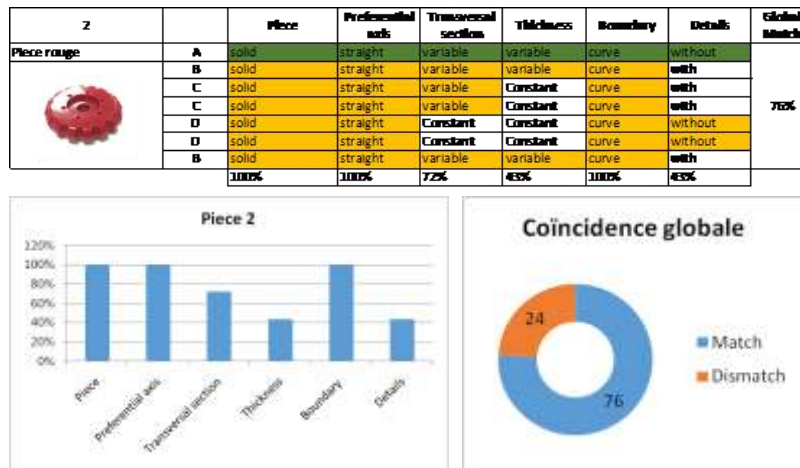 2 Piece Preferential axis Transversal section Thickness Boundary Details Global Match
Piece rouge A solid straight variable variable curve without
B solid straight variable variable curve with
C solid straight variable Constant curve with
C solid straight variable Constant curve with
76%
D solid straight Constant Constant curve without
D solid straight Constant Constant curve without
B solid straight variable variable curve with
100% 100% 72% 43% 100% 43%
Piece 2
120%
100%
80%
60%
40%
20%
0%
Piece
Preferential axis
Transversal section
Thickness
Boundary
Details
Coïncidence globale
24
76
Match
Dismatch